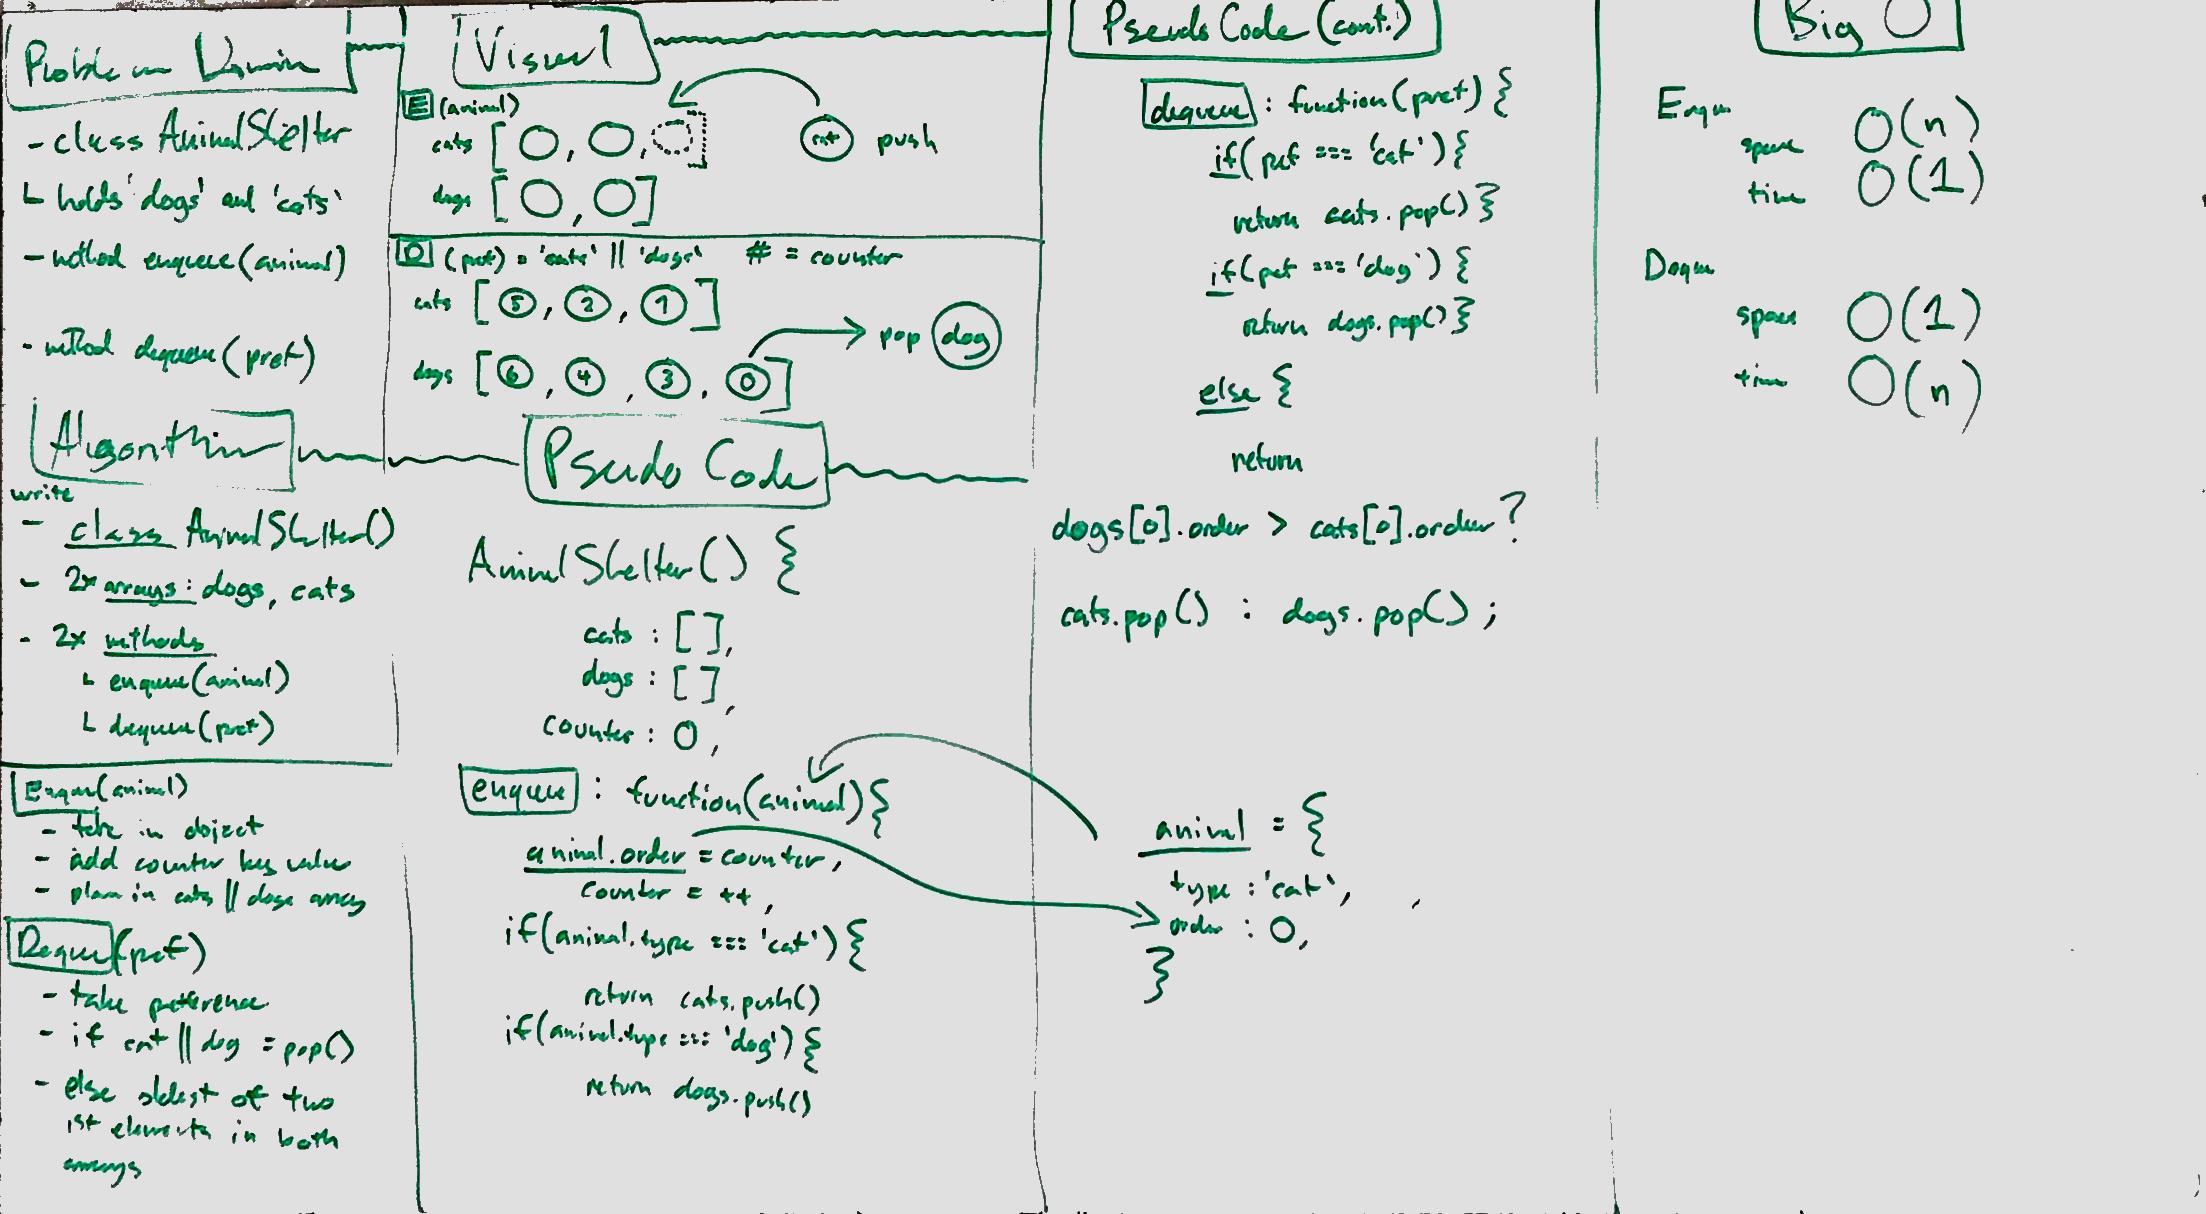 Problem Domain
- class AnimalShelter
└ holds 'dogs' and 'cats'
- method enqueue(animal)
- method dequeue(pref)
Algorithm
write
- class AnimalShelter()
- 2x arrays: dogs, cats
- 2x methods
└ enqueue(animal)
└ dequeue(pref)
Enqueue(animal)
- take in object
- add counter key value
- place in cats || dogs array
Dequeue(pref)
- take preference
- if cat || dog = pop()
- else oldest of two
1st elements in both
arrays
Visual
E (animal)
cats [ O, O, O ] cat push
dogs [ O, O ]
D (pref) = 'cats' || 'dogs' # = counter
cats [ 5, 2, 1 ]
dogs [ 6, 4, 3, 0 ] pop dog
Pseudo Code
AnimalShelter() {
cats : [ ],
dogs : [ ],
counter : 0,
enqueue : function(animal) {
animal.order = counter,
counter = ++,
if(animal.type === 'cat') {
return cats.push()
if(animal.type === 'dog') {
return dogs.push()
Pseudo Code (cont.)
dequeue : function(pref) {
if(pref === 'cat') {
return cats.pop() }
if(pet === 'dog') {
return dogs.pop() }
else {
return
dogs[0].order > cats[0].order ?
cats.pop() : dogs.pop() ;
animal = {
type : 'cat',
order : 0,
}
Big O
Enqueue
space O(n)
time O(1)
Dequeue
space O(1)
time O(n)